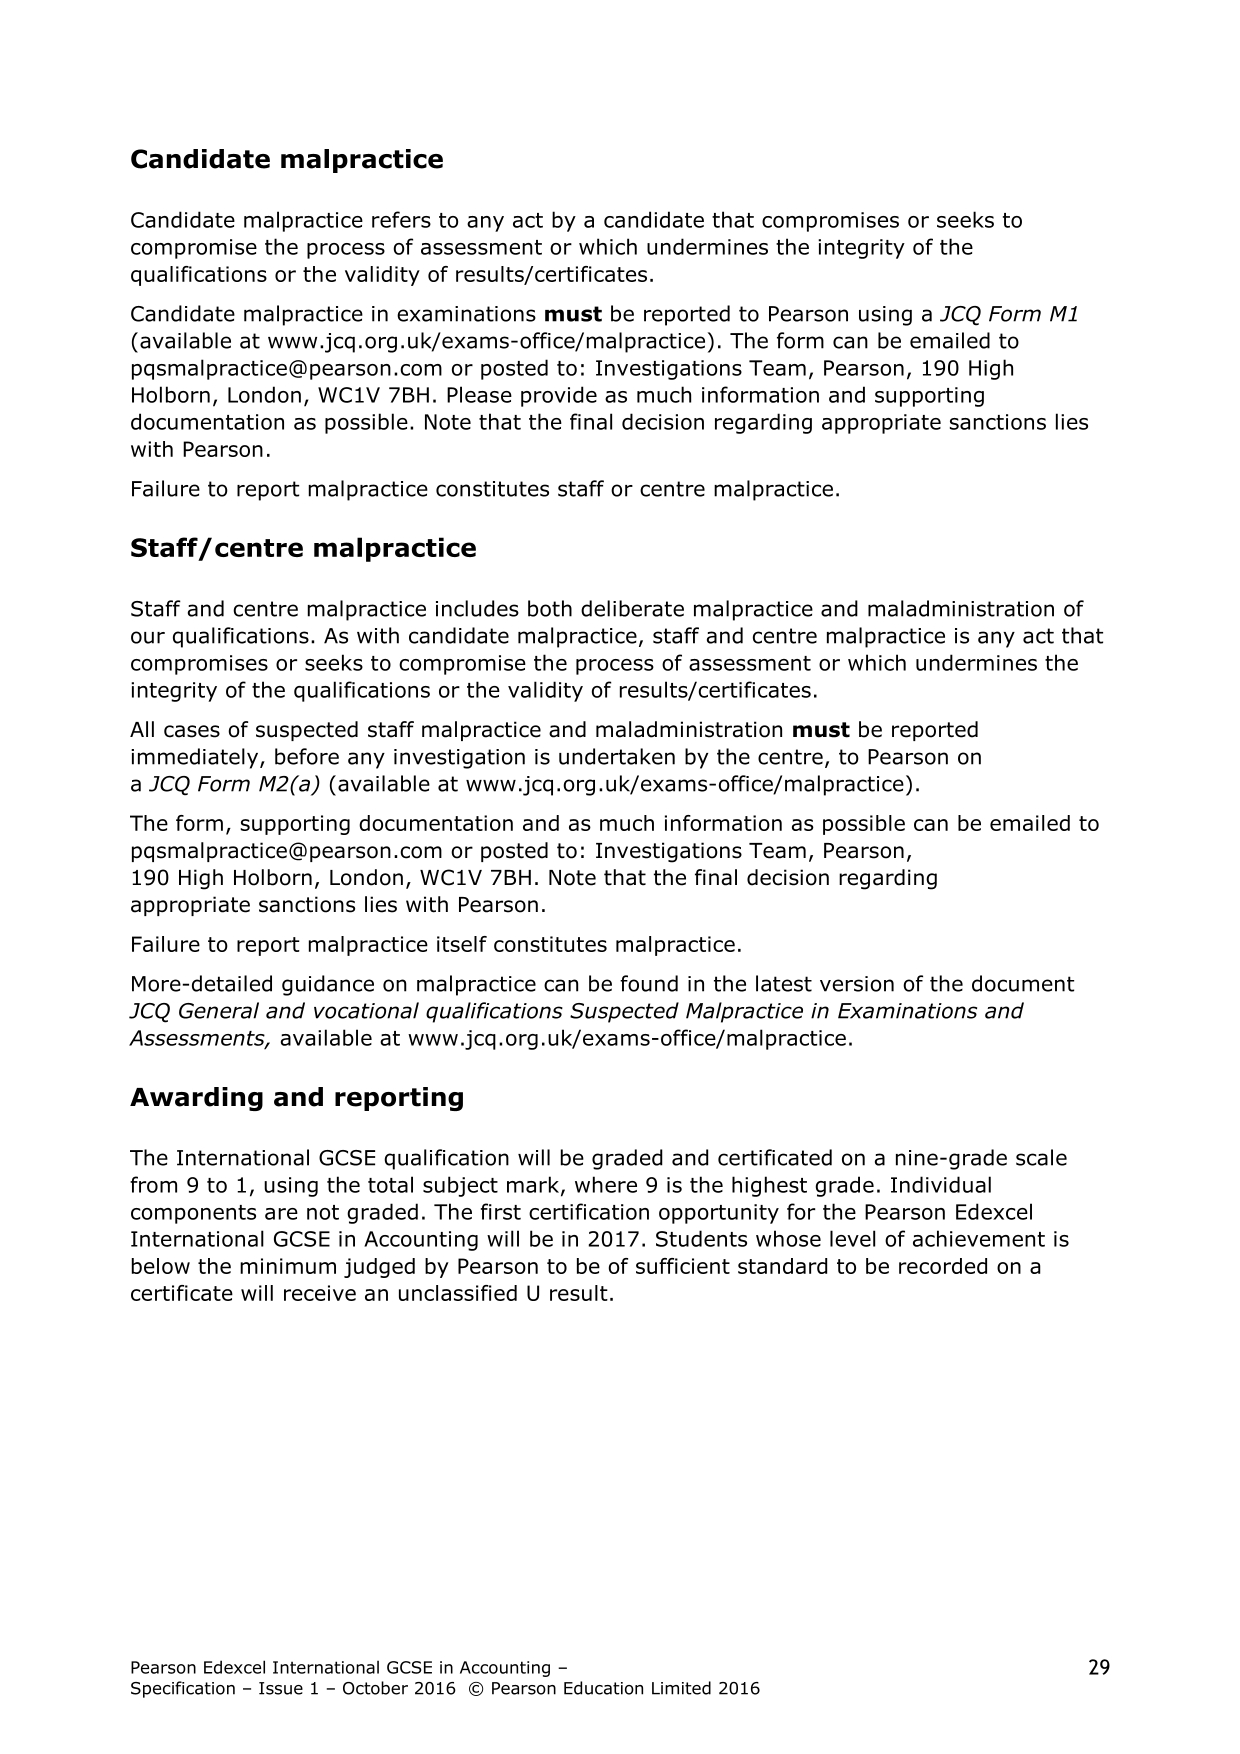 Candidate malpractice
Candidate malpractice refers to any act by a candidate that compromises or seeks to
compromise the process of assessment or which undermines the integrity of the
qualifications or the validity of results/certificates.
Candidate malpractice in examinations must be reported to Pearson using a JCQ Form M1
(available at www.jcq.org.uk/exams-office/malpractice). The form can be emailed to
pqsmalpractice@pearson.com or posted to: Investigations Team, Pearson, 190 High
Holborn, London, WC1V 7BH. Please provide as much information and supporting
documentation as possible. Note that the final decision regarding appropriate sanctions lies
with Pearson.
Failure to report malpractice constitutes staff or centre malpractice.
Staff/centre malpractice
Staff and centre malpractice includes both deliberate malpractice and maladministration of
our qualifications. As with candidate malpractice, staff and centre malpractice is any act that
compromises or seeks to compromise the process of assessment or which undermines the
integrity of the qualifications or the validity of results/certificates.
All cases of suspected staff malpractice and maladministration must be reported
immediately, before any investigation is undertaken by the centre, to Pearson on
a JCQ Form M2(a) (available at www.jcq.org.uk/exams-office/malpractice).
The form, supporting documentation and as much information as possible can be emailed to
pqsmalpractice@pearson.com or posted to: Investigations Team, Pearson,
190 High Holborn, London, WC1V 7BH. Note that the final decision regarding
appropriate sanctions lies with Pearson.
Failure to report malpractice itself constitutes malpractice.
More-detailed guidance on malpractice can be found in the latest version of the document
JCQ General and vocational qualifications Suspected Malpractice in Examinations and
Assessments, available at www.jcq.org.uk/exams-office/malpractice.
Awarding and reporting
The International GCSE qualification will be graded and certificated on a nine-grade scale
from 9 to 1, using the total subject mark, where 9 is the highest grade. Individual
components are not graded. The first certification opportunity for the Pearson Edexcel
International GCSE in Accounting will be in 2017. Students whose level of achievement is
below the minimum judged by Pearson to be of sufficient standard to be recorded on a
certificate will receive an unclassified U result.
Pearson Edexcel International GCSE in Accounting –
Specification – Issue 1 – October 2016 © Pearson Education Limited 2016
29